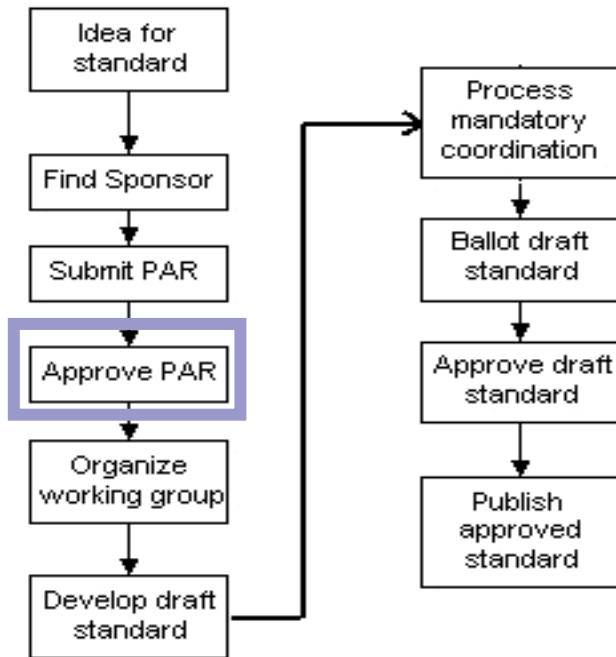 Idea for
standard
Find Sponsor
Submit PAR
Approve PAR
Organize
working group
Develop draft
standard
Process
mandatory
coordination
Ballot draft
standard
Approve draft
standard
Publish
approved
standard